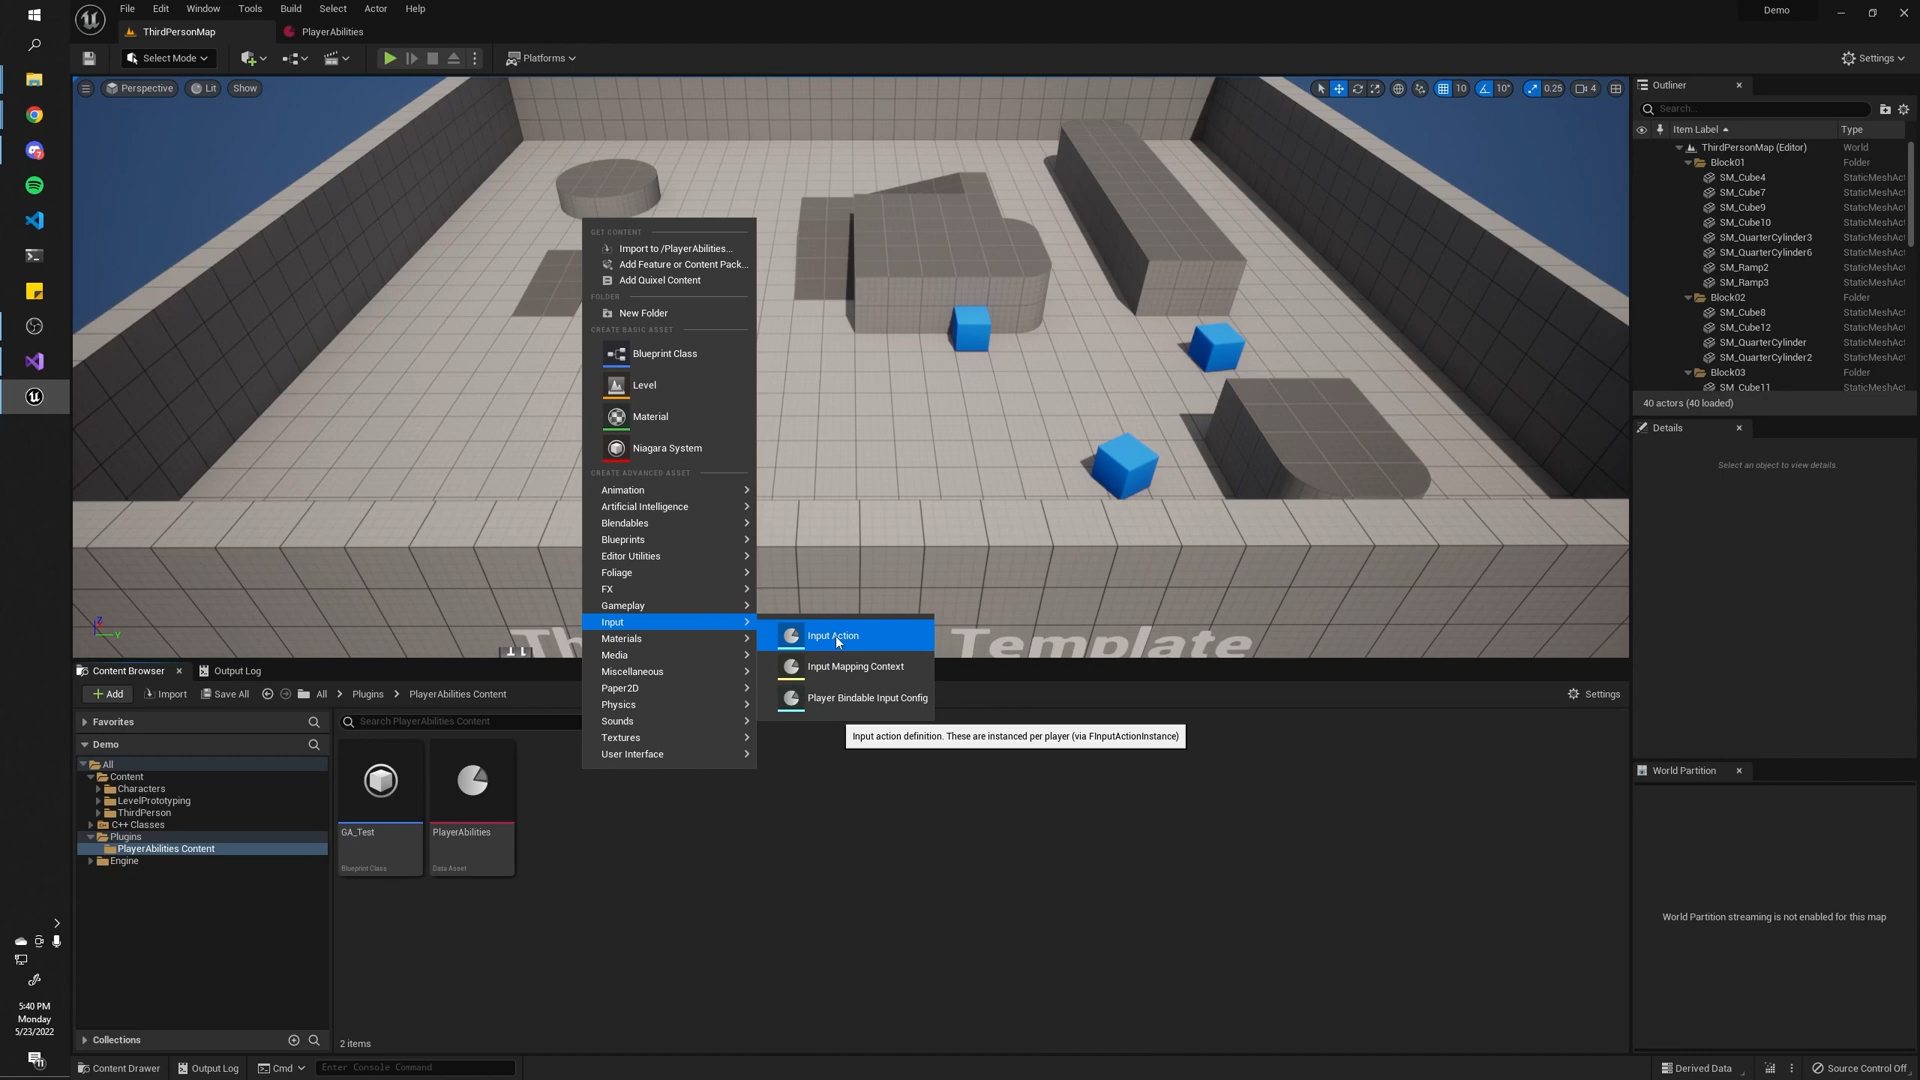 File Edit Window Tools Build Select Actor Help
Demo
ThirdPersonMap
PlayerAbilities
Select Mode
Platforms
Settings
Perspective
Lit
Show
10
10°
0.25
4
Outliner
Search...
Item Label
Type
ThirdPersonMap (Editor) World
Block01 Folder
SM_Cube4 StaticMeshAct
SM_Cube7 StaticMeshAct
SM_Cube9 StaticMeshAct
SM_Cube10 StaticMeshAct
SM_QuarterCylinder3 StaticMeshAct
SM_QuarterCylinder6 StaticMeshAct
SM_Ramp2 StaticMeshAct
SM_Ramp3 StaticMeshAct
Block02 Folder
SM_Cube8 StaticMeshAct
SM_Cube12 StaticMeshAct
SM_QuarterCylinder StaticMeshAct
SM_QuarterCylinder2 StaticMeshAct
Block03 Folder
SM_Cube11 StaticMeshAct
40 actors (40 loaded)
Details
Select an object to view details.
World Partition
World Partition streaming is not enabled for this map
GET CONTENT
Import to /PlayerAbilities...
Add Feature or Content Pack...
Add Quixel Content
FOLDER
New Folder
CREATE BASIC ASSET
Blueprint Class
Level
Material
Niagara System
CREATE ADVANCED ASSET
Animation
Artificial Intelligence
Blendables
Blueprints
Editor Utilities
Foliage
FX
Gameplay
Input
Materials
Media
Miscellaneous
Paper2D
Physics
Sounds
Textures
User Interface
Input Action
Input Mapping Context
Player Bindable Input Config
Input action definition. These are instanced per player (via FInputActionInstance)
Th
Template
Z
Y
Content Browser
Output Log
Add
Import
Save All
All
Plugins
PlayerAbilities Content
Settings
Favorites
Demo
All
Content
Characters
LevelPrototyping
ThirdPerson
C++ Classes
Plugins
PlayerAbilities Content
Engine
Collections
Search PlayerAbilities Content
GA_Test
Blueprint Class
PlayerAbilities
Data Asset
2 items
5:40 PM
Monday
5/23/2022
Content Drawer
Output Log
Cmd
Enter Console Command
Derived Data
Source Control Off